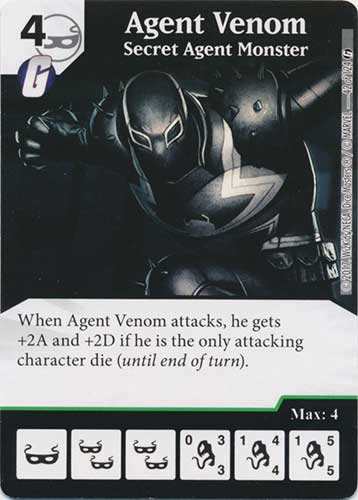 4
Agent Venom
Secret Agent Monster
G
When Agent Venom attacks, he gets
+2A and +2D if he is the only attacking
character die (until end of turn).
Max: 4
0 3 3
1 4 4
1 5 5